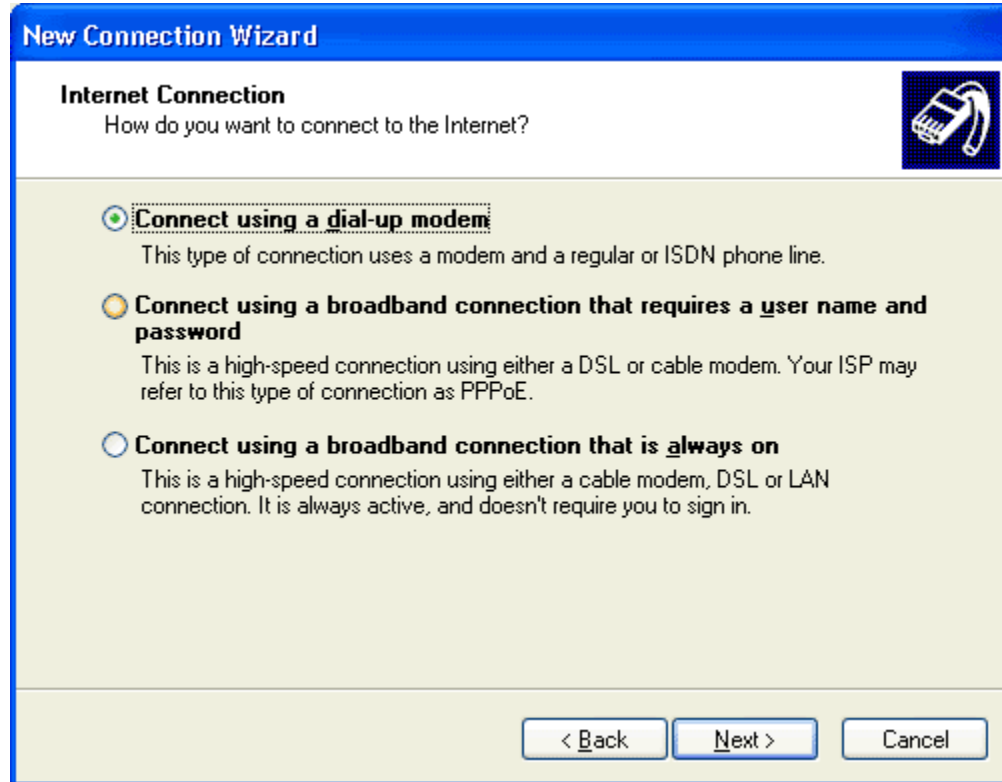 New Connection Wizard
Internet Connection
How do you want to connect to the Internet?
Connect using a dial-up modem
This type of connection uses a modem and a regular or ISDN phone line.
Connect using a broadband connection that requires a user name and
password
This is a high-speed connection using either a DSL or cable modem. Your ISP may
refer to this type of connection as PPPoE.
Connect using a broadband connection that is always on
This is a high-speed connection using either a cable modem, DSL or LAN
connection. It is always active, and doesn't require you to sign in.
< Back Next > Cancel